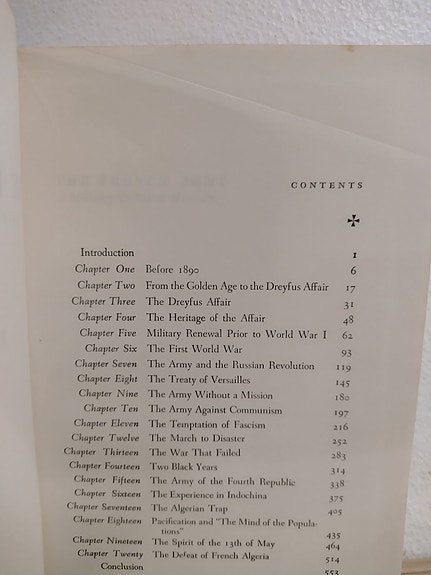 CONTENTS
Introduction 1
Chapter One Before 1890 6
Chapter Two From the Golden Age to the Dreyfus Affair 17
Chapter Three The Dreyfus Affair 31
Chapter Four The Heritage of the Affair 48
Chapter Five Military Renewal Prior to World War I 62
Chapter Six The First World War 93
Chapter Seven The Army and the Russian Revolution 119
Chapter Eight The Treaty of Versailles 145
Chapter Nine The Army Without a Mission 180
Chapter Ten The Army Against Communism 197
Chapter Eleven The Temptation of Fascism 216
Chapter Twelve The March to Disaster 252
Chapter Thirteen The War That Failed 283
Chapter Fourteen Two Black Years 314
Chapter Fifteen The Army of the Fourth Republic 338
Chapter Sixteen The Experience in Indochina 375
Chapter Seventeen The Algerian Trap 405
Chapter Eighteen Pacification and "The Mind of the Popula-
tions" 435
Chapter Nineteen The Spirit of the 13th of May 464
Chapter Twenty The Defeat of French Algeria 514
Conclusion 553